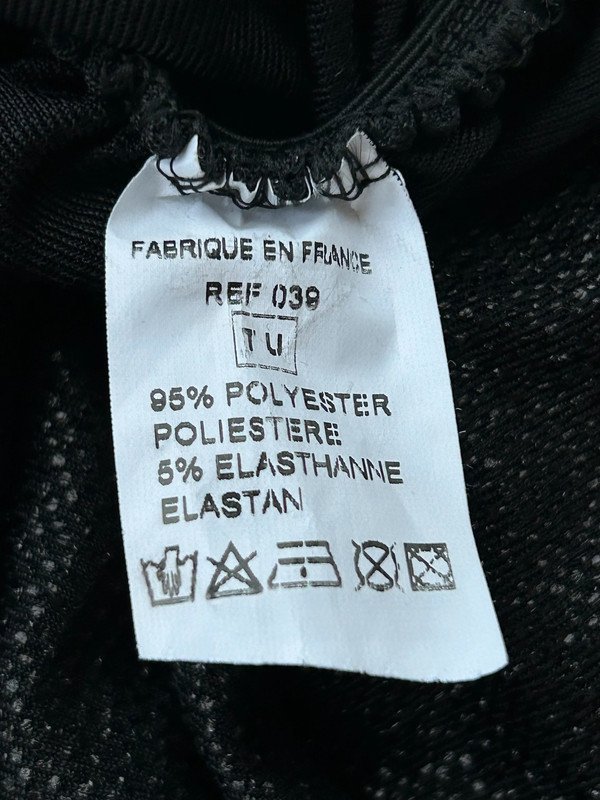 FABRIQUE EN FRANCE
REF 039
TU
95% POLYESTER
POLIESTERE
5% ELASTHANNE
ELASTAN